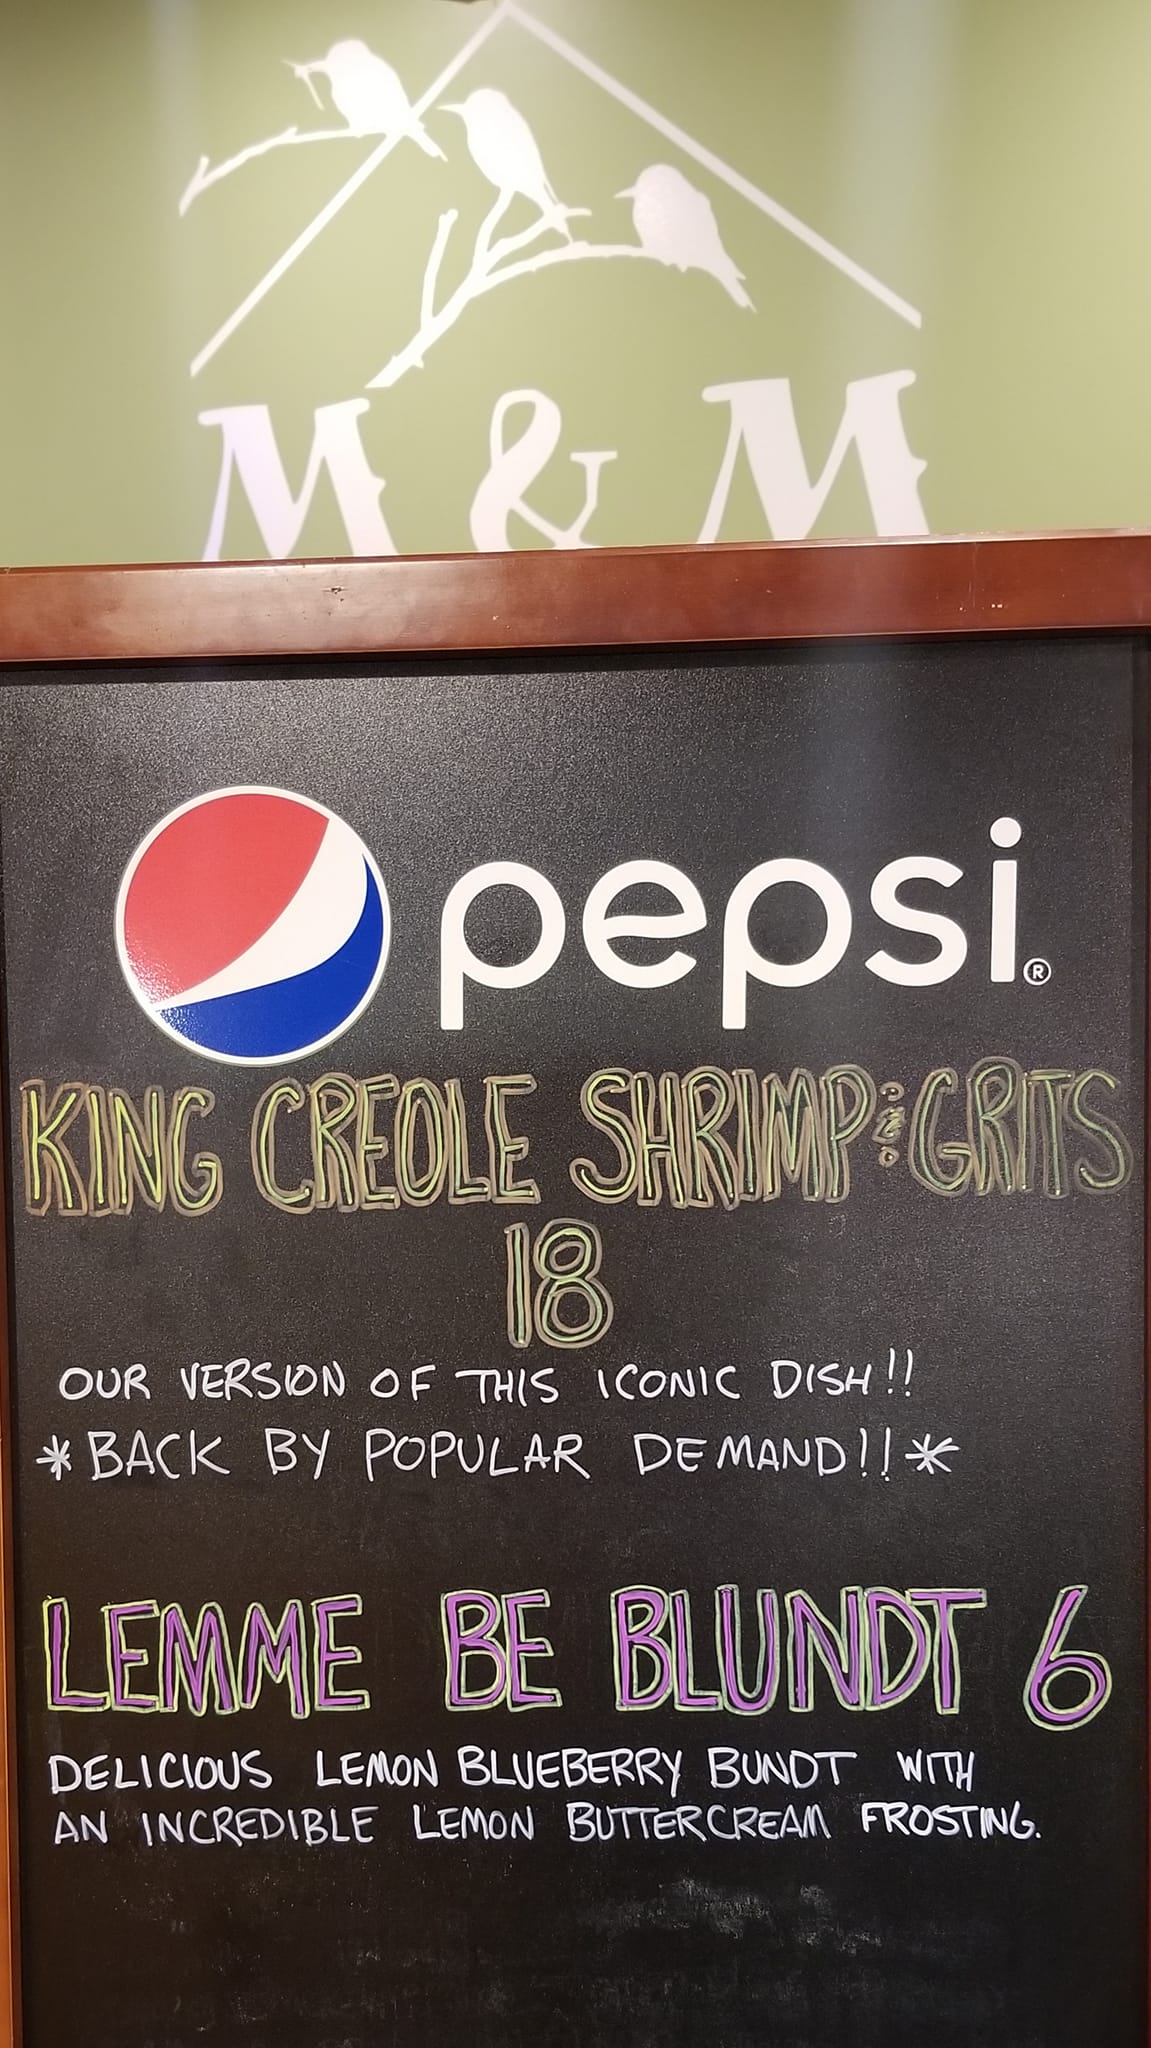 M & M
pepsi®
KING CREOLE SHRIMP & GRITS
18
OUR VERSION OF THIS ICONIC DISH!!
*BACK BY POPULAR DEMAND!!*
LEMME BE BLUNDT 6
DELICIOUS LEMON BLUEBERRY BUNDT WITH
AN INCREDIBLE LEMON BUTTERCREAM FROSTING.